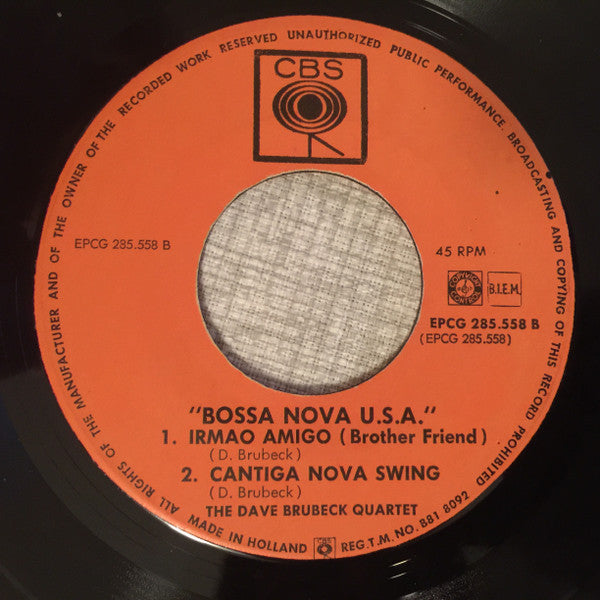 ALL RIGHTS OF THE MANUFACTURER AND OF THE OWNER OF THE RECORDED WORK RESERVED UNAUTHORIZED PUBLIC PERFORMANCE. BROADCASTING AND COPYING OF THIS RECORD PROHIBITED
CBS
EPCG 285.558 B
45 RPM
COPYRIGHT CONTROL
B.I.E.M.
EPCG 285.558 B
(EPCG 285.558)
"BOSSA NOVA U.S.A."
1. IRMAO AMIGO (Brother Friend)
(D. Brubeck)
2. CANTIGA NOVA SWING
(D. Brubeck)
THE DAVE BRUBECK QUARTET
MADE IN HOLLAND CBS REG.T.M.NO. 881 8092